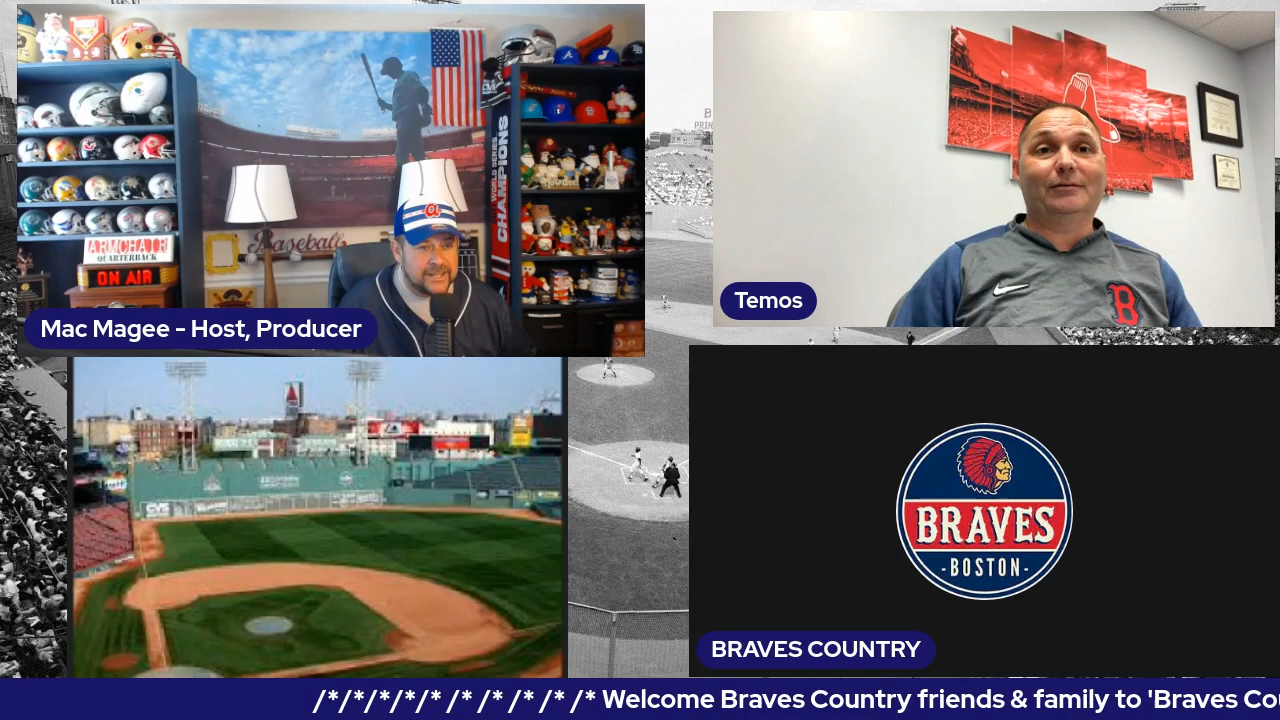 WORLD SERIES
CHAMPIONS
Baseball
ARMCHAIR
QUARTERBACK
ON AIR
Mac Magee - Host, Producer
Temos
B
BRAVES
-BOSTON-
BRAVES COUNTRY
/*/*/*/*/* /* /* /* /* /* Welcome Braves Country friends & family to 'Braves Co